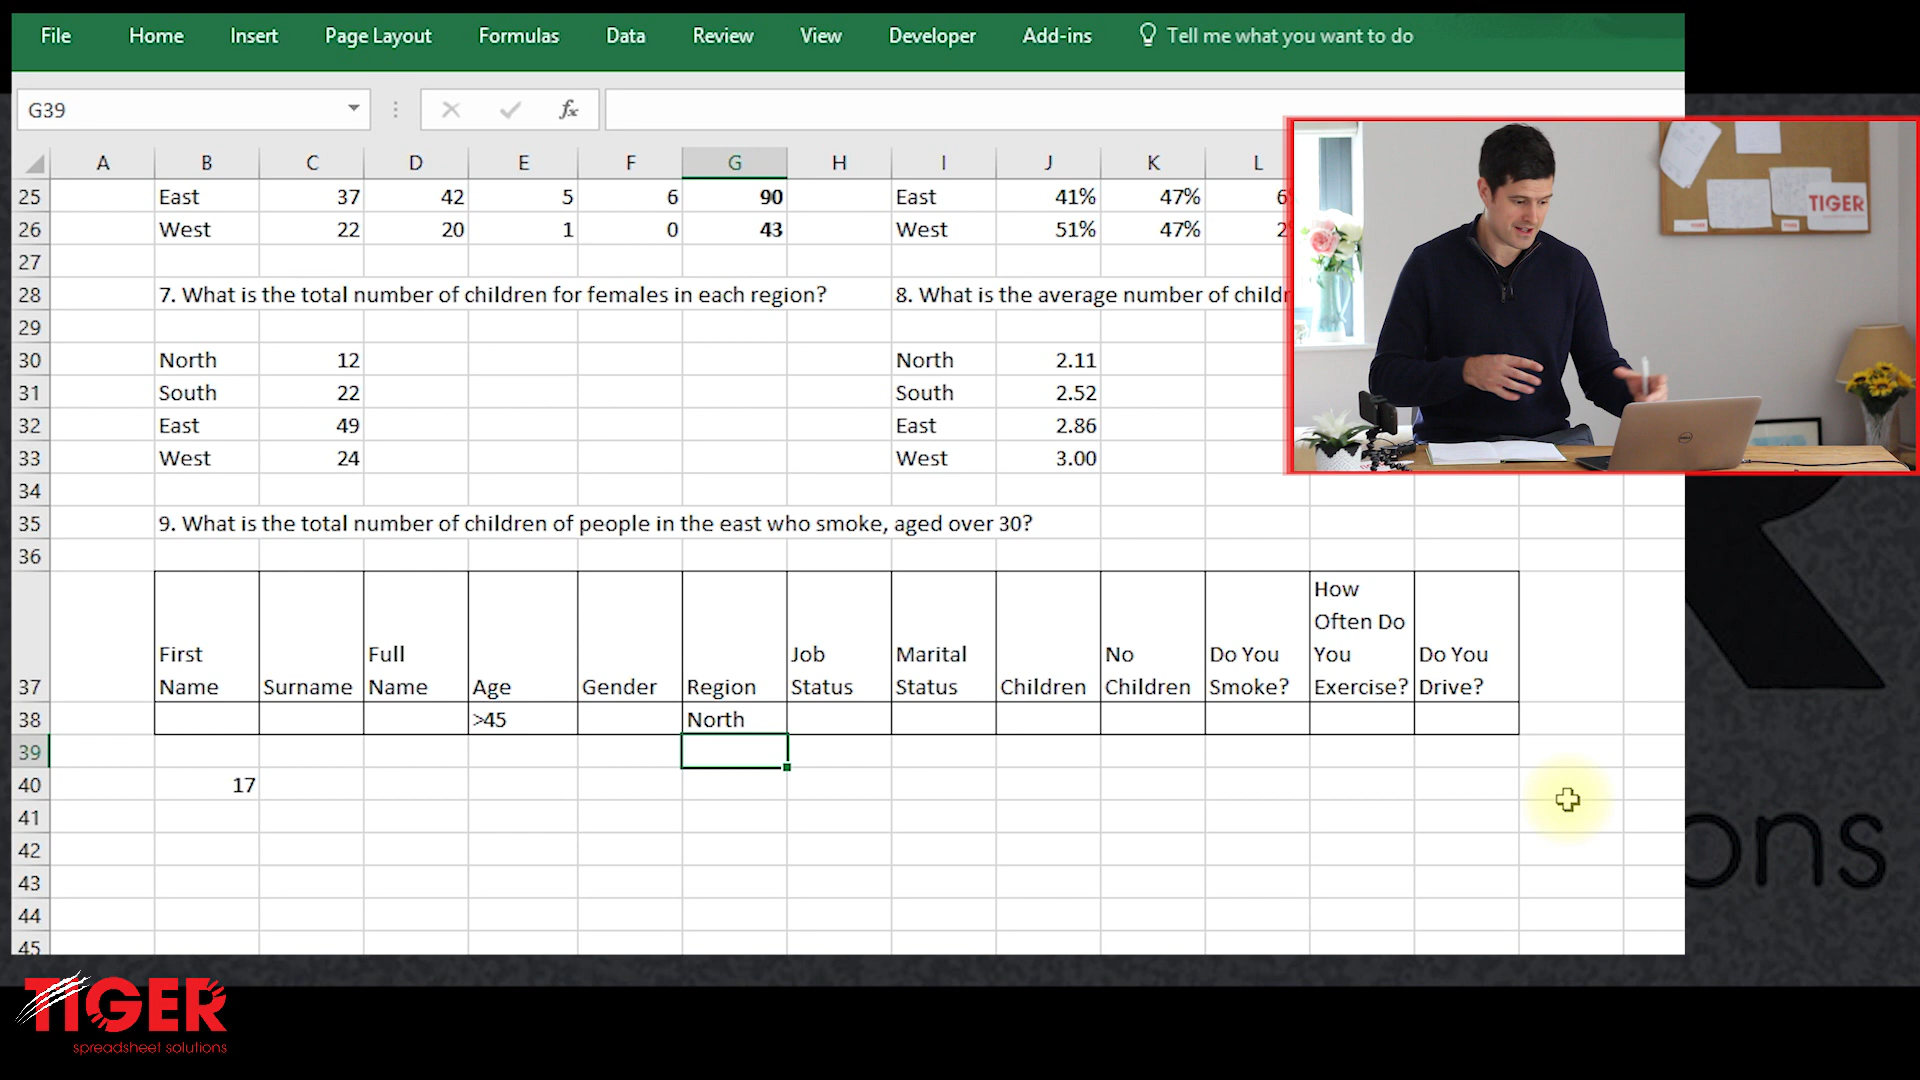 File Home Insert Page Layout Formulas Data Review View Developer Add-ins Tell me what you want to do
G39 fx
A B C D E F G H I J K L
25 East 37 42 5 6 90 East 41% 47%
26 West 22 20 1 0 43 West 51% 47%
27
28 7. What is the total number of children for females in each region? 8. What is the average number of
29
30 North 12 North 2.11
31 South 22 South 2.52
32 East 49 East 2.86
33 West 24 West 3.00
34
35 9. What is the total number of children of people in the east who smoke, aged over 30?
36
How
Often Do
First Full Job Marital No Do You You Do You
37 Name Surname Name Age Gender Region Status Status Children Children Smoke? Exercise? Drive?
38 >45 North
39
40 17
41
42
43
44
45
TIGER
TIGER
spreadsheet solutions